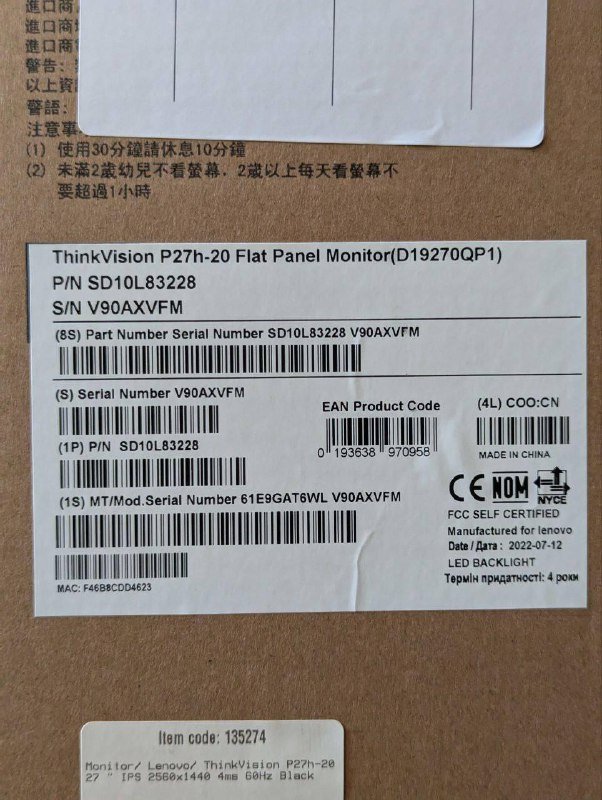 進口商
進口商
進口商
警告:
以上資
警語:
注意事
(1) 使用30分鐘請休息10分鐘
(2) 未滿2歲幼兒不看螢幕，2歲以上每天看螢幕不
要超過1小時
ThinkVision P27h-20 Flat Panel Monitor(D19270QP1)
P/N SD10L83228
S/N V90AXVFM
(8S) Part Number Serial Number SD10L83228 V90AXVFM
(S) Serial Number V90AXVFM
(1P) P/N SD10L83228
(1S) MT/Mod.Serial Number 61E9GAT6WL V90AXVFM
MAC: F46B8CDD4623
EAN Product Code
0 193638 970958
(4L) COO:CN
MADE IN CHINA
CE NOM NYCE
FCC SELF CERTIFIED
Manufactured for lenovo
Date / Дата : 2022-07-12
LED BACKLIGHT
Термін придатності: 4 роки
Item code: 135274
Monitor/ Lenovo/ ThinkVision P27h-20
27 " IPS 2560x1440 4ms 60Hz Black